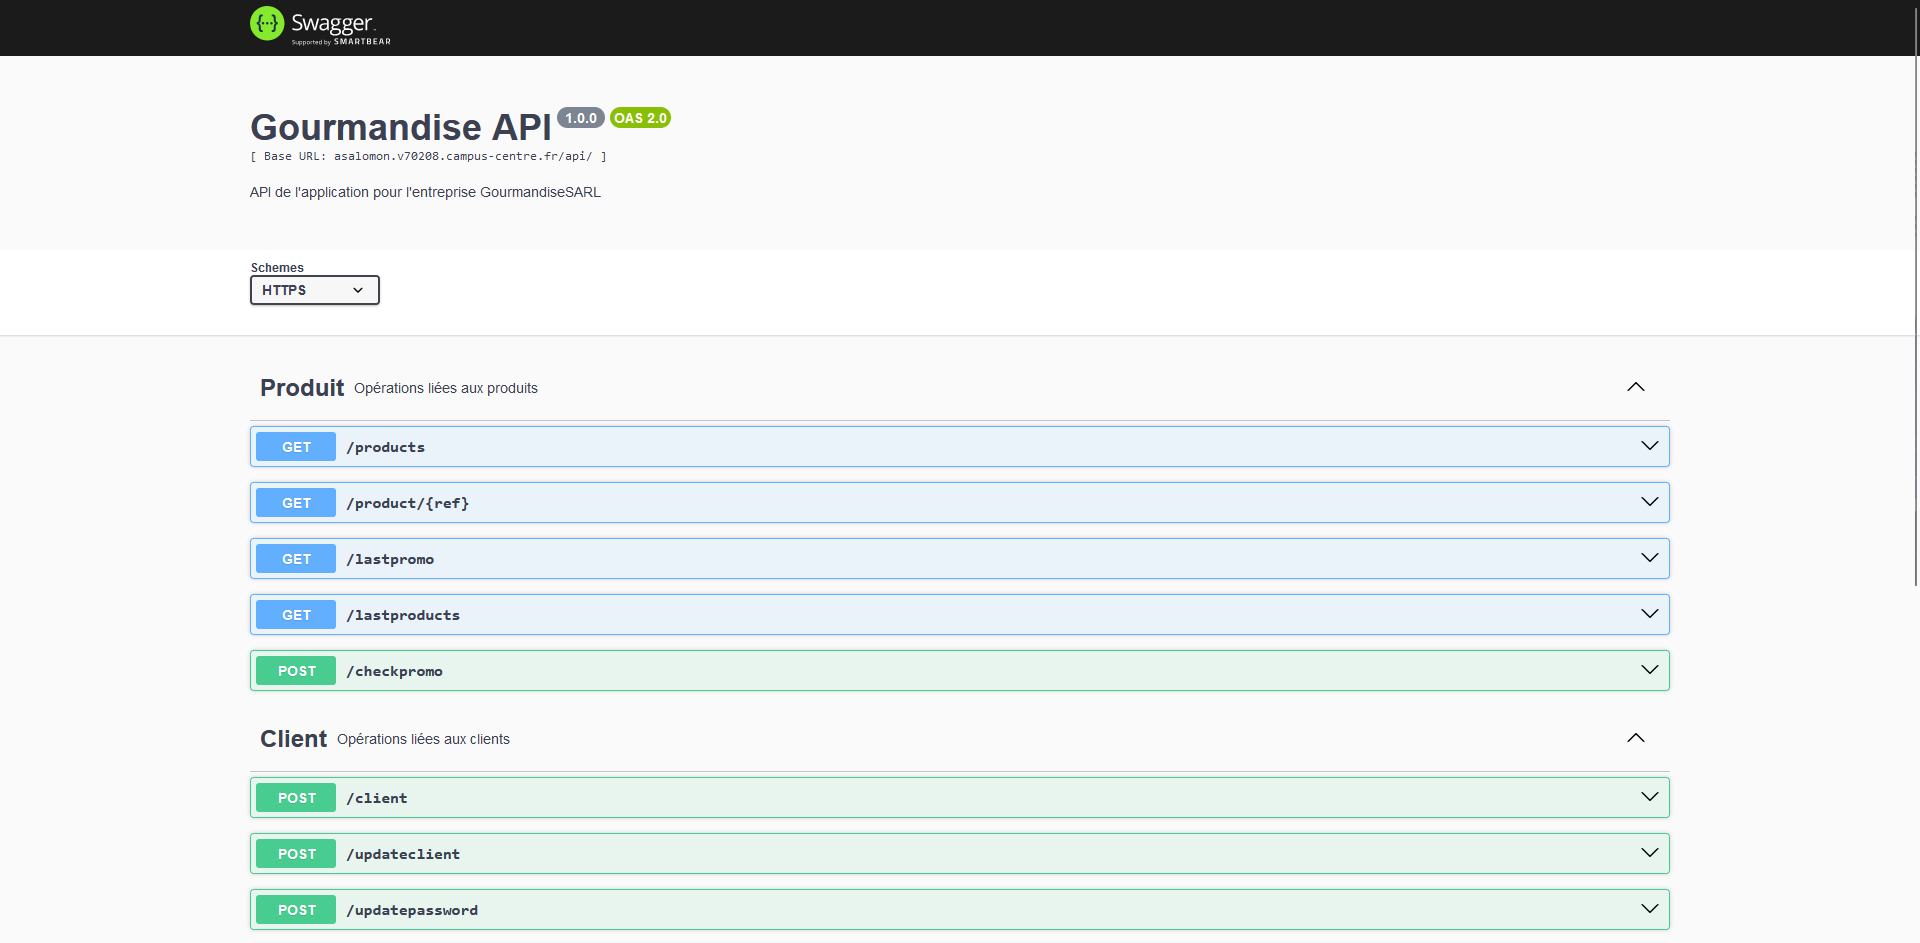 Swagger.
Supported by SMARTBEAR
Gourmandise API 1.0.0 OAS 2.0
[ Base URL: asalomon.v70208.campus-centre.fr/api/ ]
API de l'application pour l'entreprise GourmandiseSARL
Schemes
HTTPS
Produit Opérations liées aux produits
GET /products
GET /product/{ref}
GET /lastpromo
GET /lastproducts
POST /checkpromo
Client Opérations liées aux clients
POST /client
POST /updateclient
POST /updatepassword